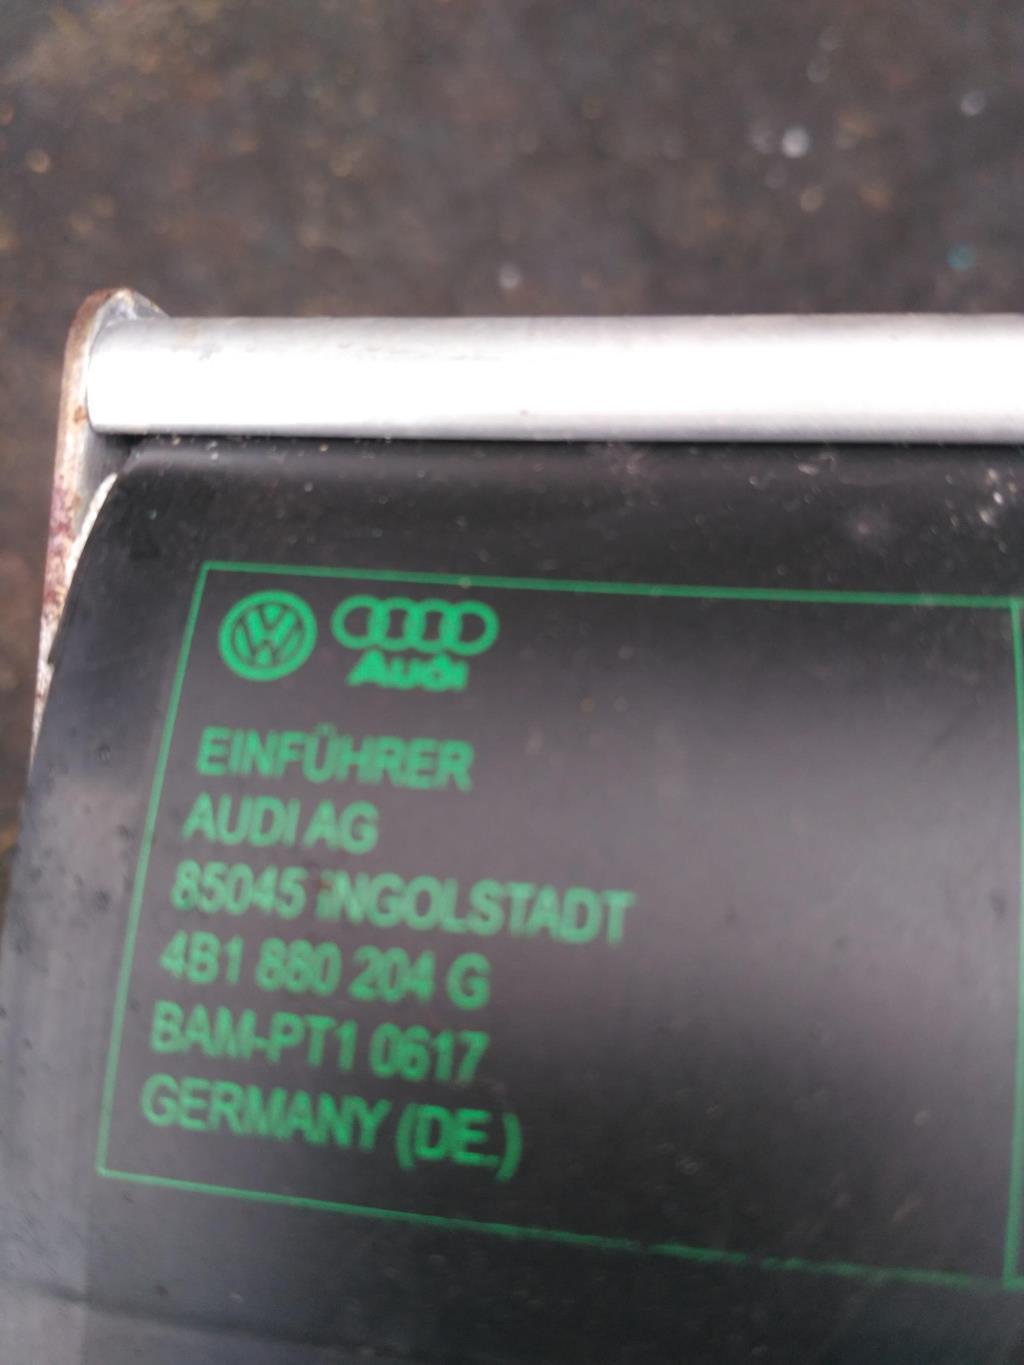 Audi
EINFÜHRER
AUDI AG
85045 INGOLSTADT
4B1 880 204 G
BAM-PT1 0617
GERMANY (DE.)